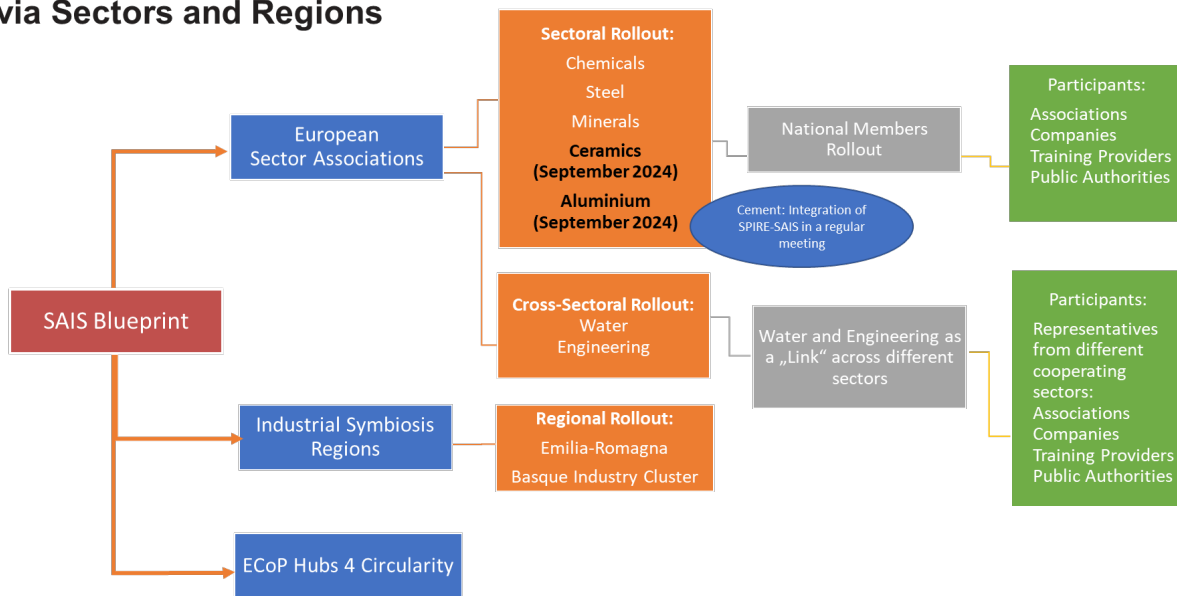 via Sectors and Regions
SAIS Blueprint
European
Sector Associations
Sectoral Rollout:
Chemicals
Steel
Minerals
Ceramics
(September 2024)
Aluminium
(September 2024)
National Members
Rollout
Cement: Integration of
SPIRE-SAIS in a regular
meeting
Participants:
Associations
Companies
Training Providers
Public Authorities
Cross-Sectoral Rollout:
Water
Engineering
Water and Engineering as
a „Link“ across different
sectors
Participants:
Representatives
from different
cooperating
sectors:
Associations
Companies
Training Providers
Public Authorities
Industrial Symbiosis
Regions
Regional Rollout:
Emilia-Romagna
Basque Industry Cluster
ECoP Hubs 4 Circularity